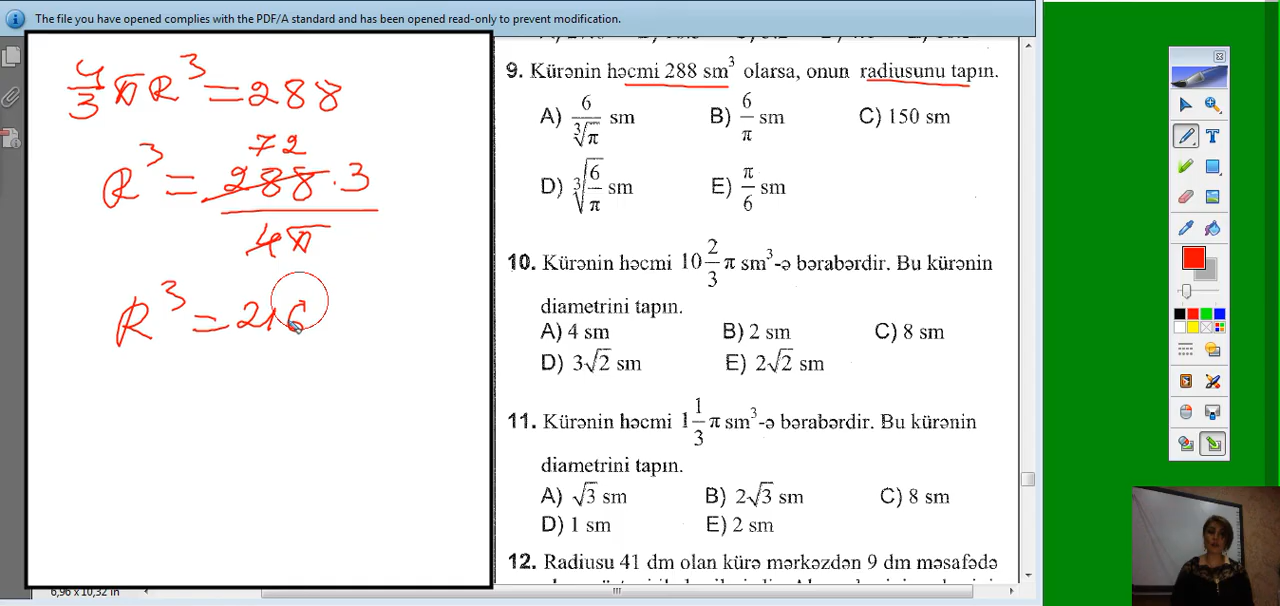 The file you have opened complies with the PDF/A standard and has been opened read-only to prevent modification.
4/3 πR³ = 288
R³ = 288 · 3 / 4π
72
R³ = 216
9. Kürənin həcmi 288 sm³ olarsa, onun radiusunu tapın.
A) 6/∛π sm B) 6/π sm C) 150 sm
D) ∛(6/π) sm E) π/6 sm
10. Kürənin həcmi 10 2/3 π sm³-ə bərabərdir. Bu kürənin
diametrini tapın.
A) 4 sm B) 2 sm C) 8 sm
D) 3√2 sm E) 2√2 sm
11. Kürənin həcmi 1 1/3 π sm³-ə bərabərdir. Bu kürənin
diametrini tapın.
A) √3 sm B) 2√3 sm C) 8 sm
D) 1 sm E) 2 sm
12. Radiusu 41 dm olan kürə mərkəzdən 9 dm məsafədə
6,96 x 10,32 in